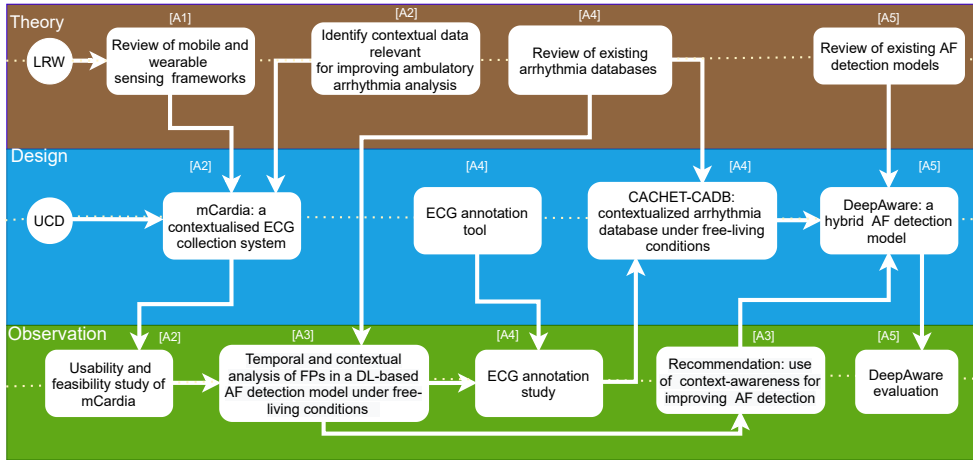 Theory
[A1]
[A2]
[A4]
[A5]
LRW
Review of mobile and
wearable
sensing frameworks
Identify contextual data
relevant
for improving ambulatory
arrhythmia analysis
Review of existing
arrhythmia databases
Review of existing AF
detection models
Design
[A2]
[A4]
[A4]
[A5]
UCD
mCardia: a
contextualised ECG
collection system
ECG annotation
tool
CACHET-CADB:
contextualized arrhythmia
database under free-living
conditions
DeepAware: a
hybrid AF detection
model
Observation
[A2]
[A3]
[A4]
[A3]
[A5]
Usability and
feasibility study of
mCardia
Temporal and contextual
analysis of FPs in a DL-based
AF detection model under free-
living conditions
ECG annotation
study
Recommendation: use
of context-awareness for
improving AF detection
DeepAware
evaluation